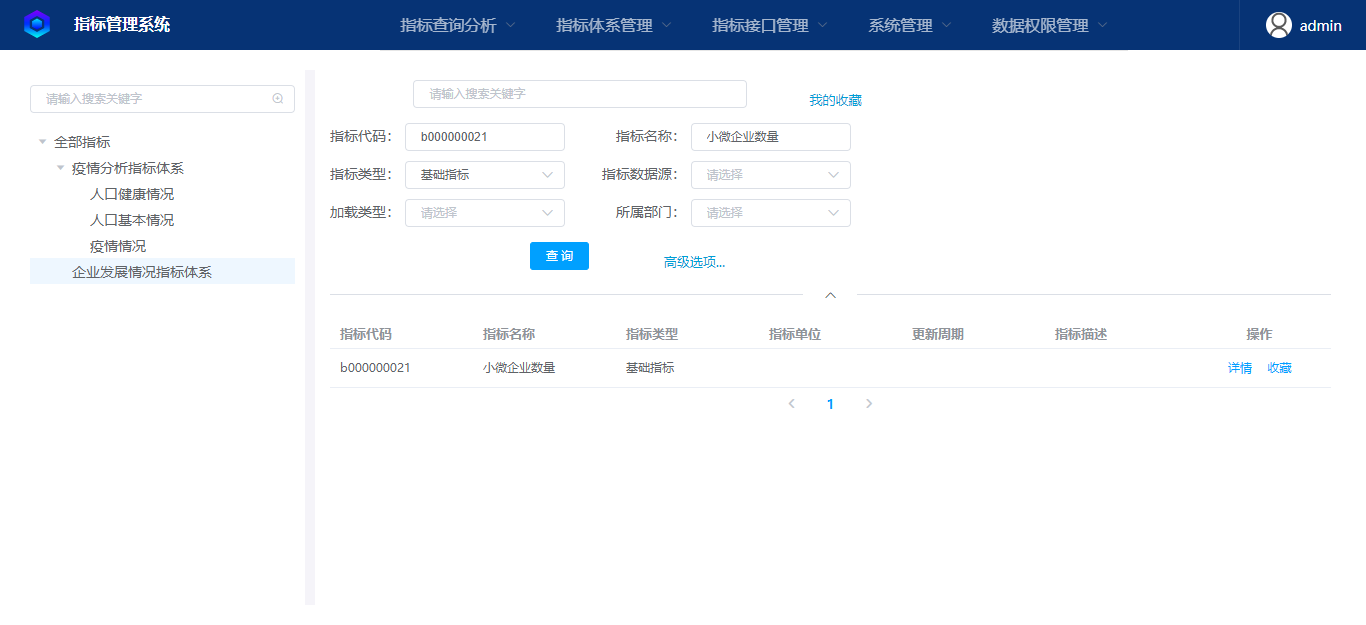 指标管理系统 指标查询分析 指标体系管理 指标接口管理 系统管理 数据权限管理 admin
请输入搜索关键字
全部指标
疫情分析指标体系
人口健康情况
人口基本情况
疫情情况
企业发展情况指标体系
请输入搜索关键字 我的收藏
指标代码： b000000021 指标名称： 小微企业数量
指标类型： 基础指标 指标数据源： 请选择
加载类型： 请选择 所属部门： 请选择
查询 高级选项...
指标代码 指标名称 指标类型 指标单位 更新周期 指标描述 操作
b000000021 小微企业数量 基础指标 详情 收藏
1